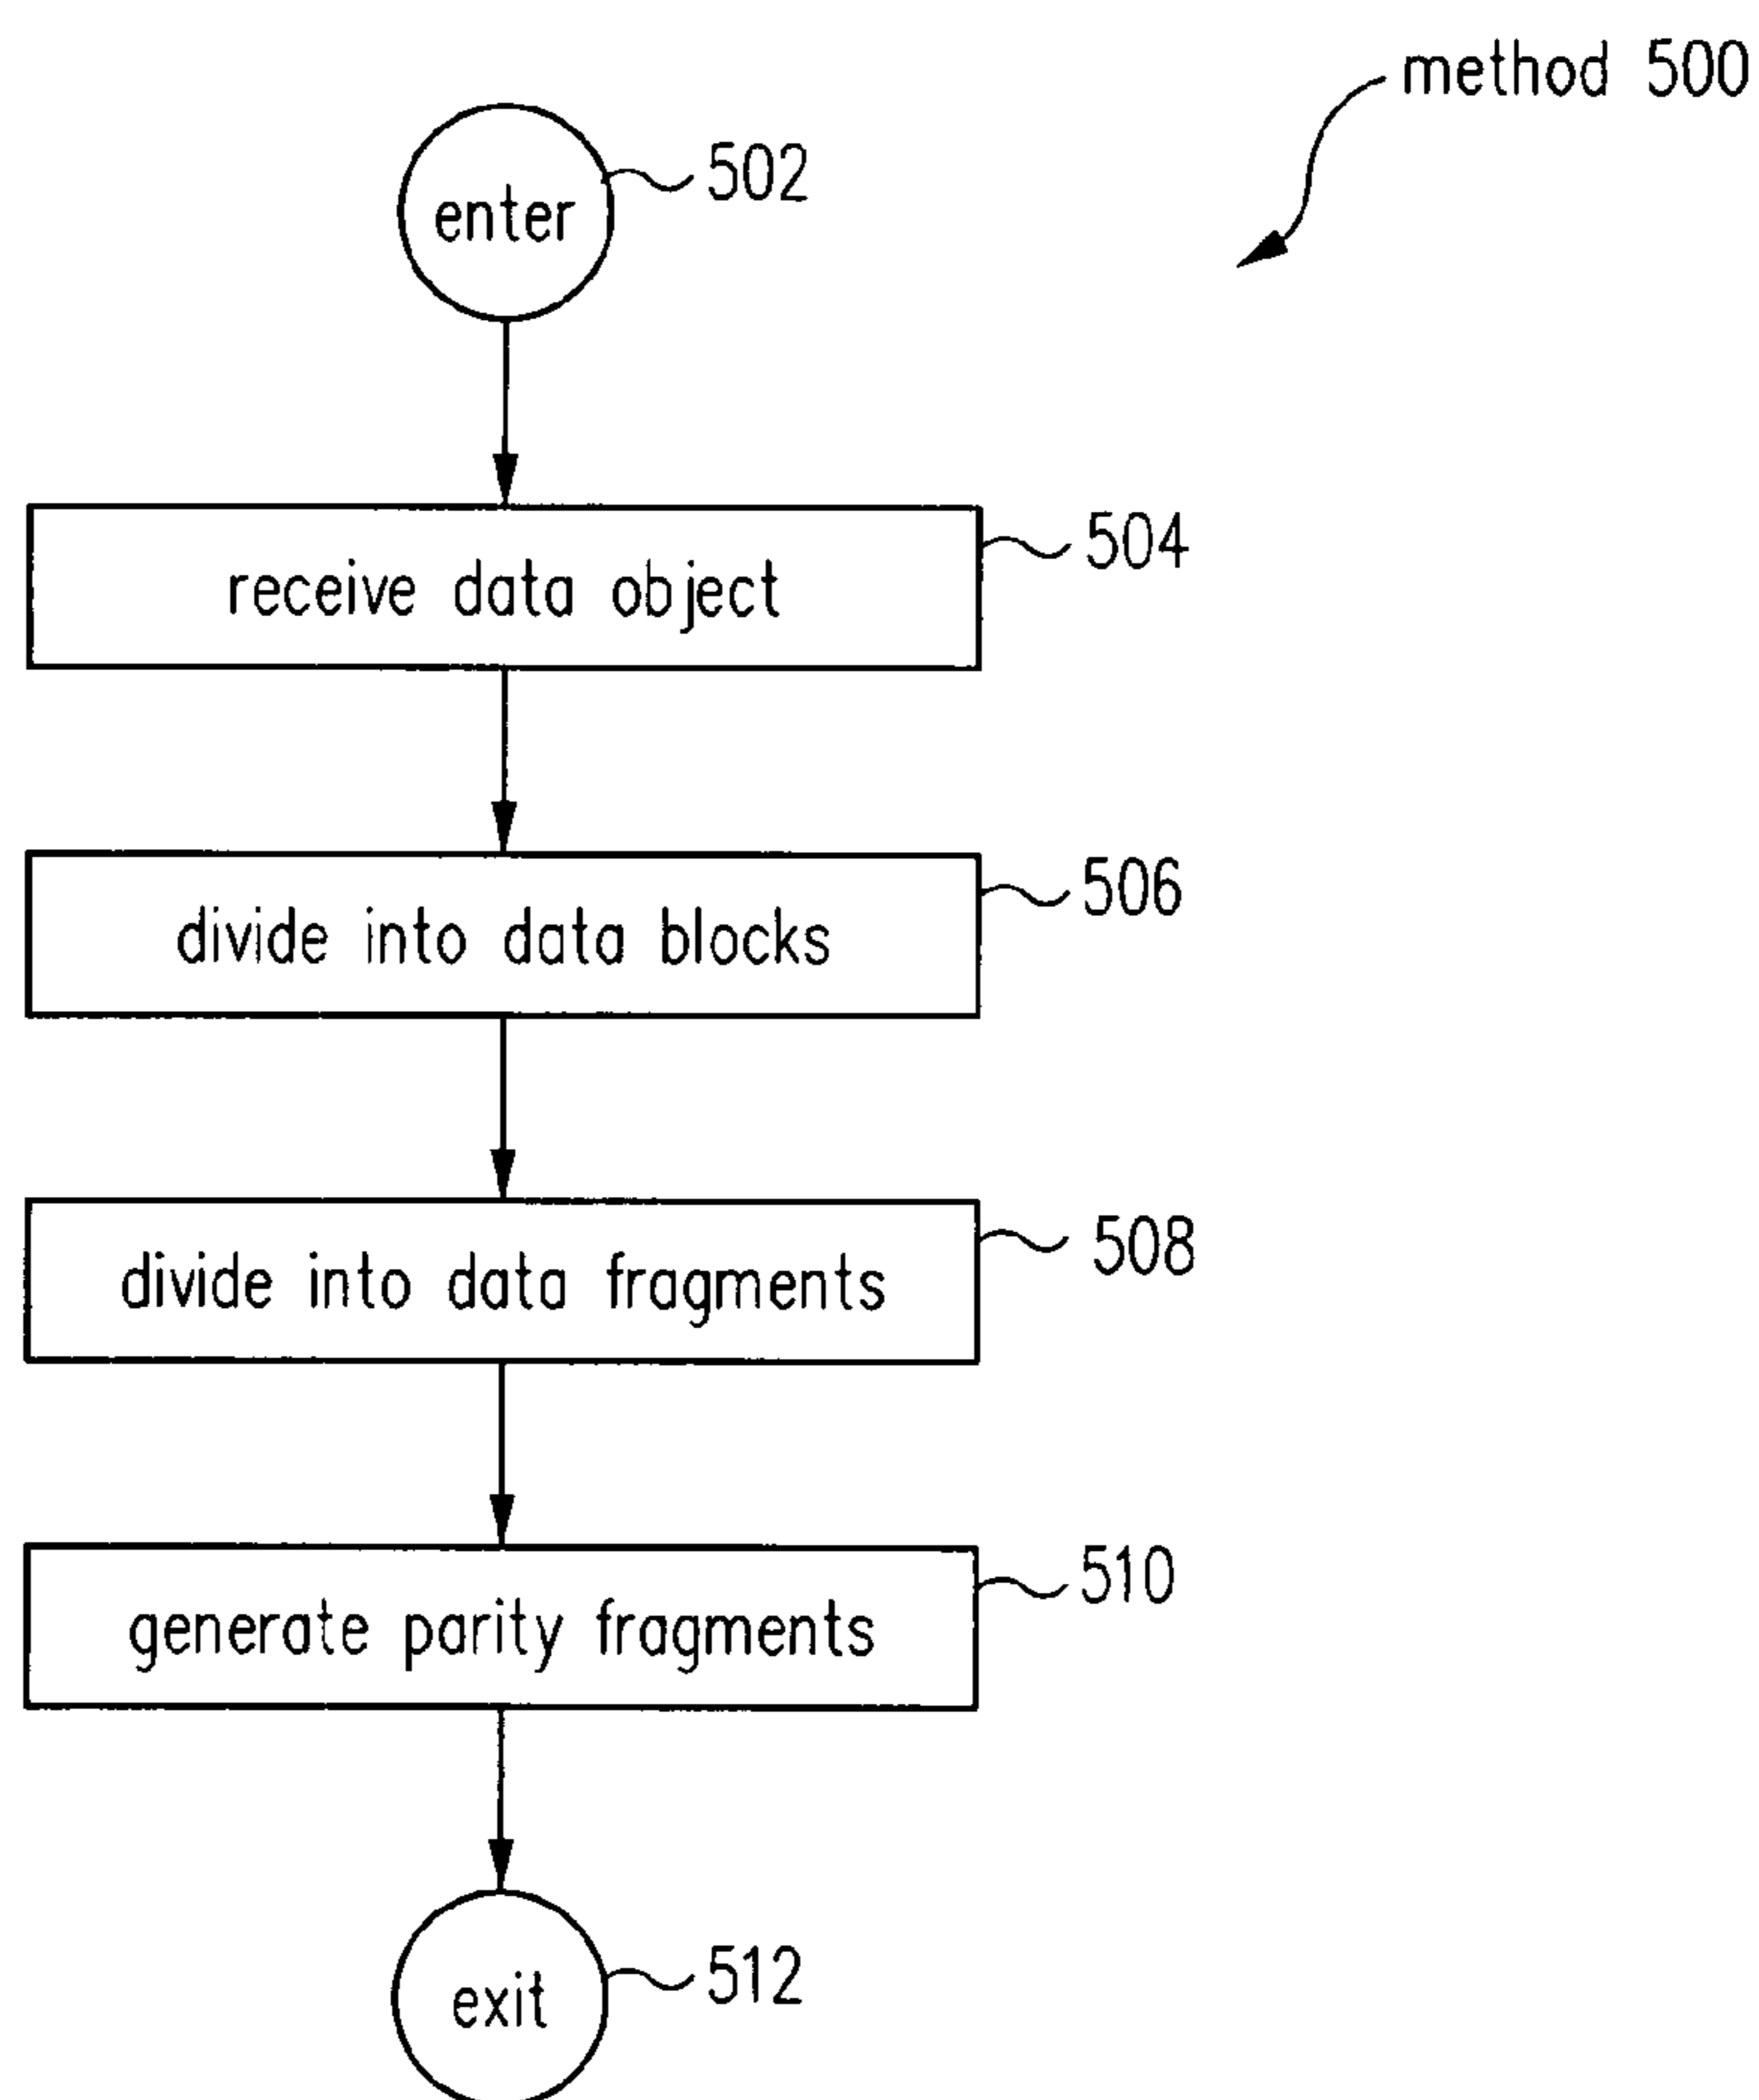 method 500
enter
502
receive data object
504
divide into data blocks
506
divide into data fragments
508
generate parity fragments
510
exit
512